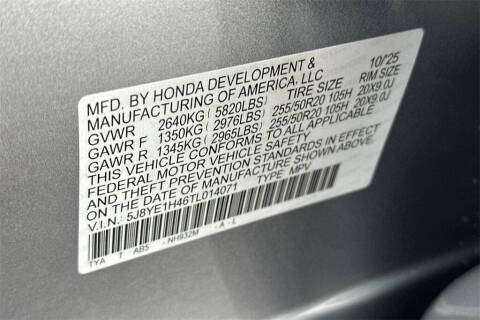 MFD. BY HONDA DEVELOPMENT & 10/'25
MANUFACTURING OF AMERICA, LLC
TIRE SIZE RIM SIZE
GVWR 2640KG (5820LBS)
GAWR F 1350KG (2976LBS) 255/50R20 105H 20X9.0J
GAWR R 1345KG (2965LBS) 255/50R20 105H 20X9.0J
THIS VEHICLE CONFORMS TO ALL APPLICABLE
FEDERAL MOTOR VEHICLE SAFETY
AND THEFT PREVENTION STANDARDS IN EFFECT
ON THE DATE OF MANUFACTURE SHOWN ABOVE.
V.I.N.: 5J8YE1H46TL014071 TYPE: MPV
TYA T AB5 -NH932M -A -L